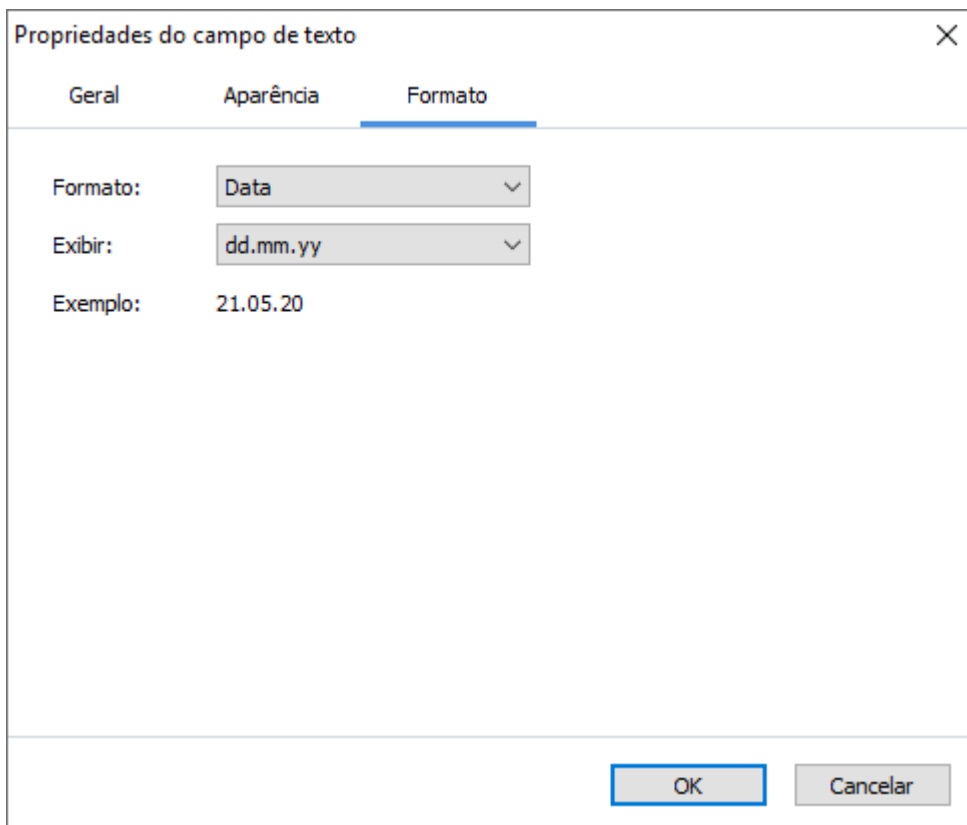 Propriedades do campo de texto
Geral Aparência Formato
Formato: Data
Exibir: dd.mm.yy
Exemplo: 21.05.20
OK Cancelar